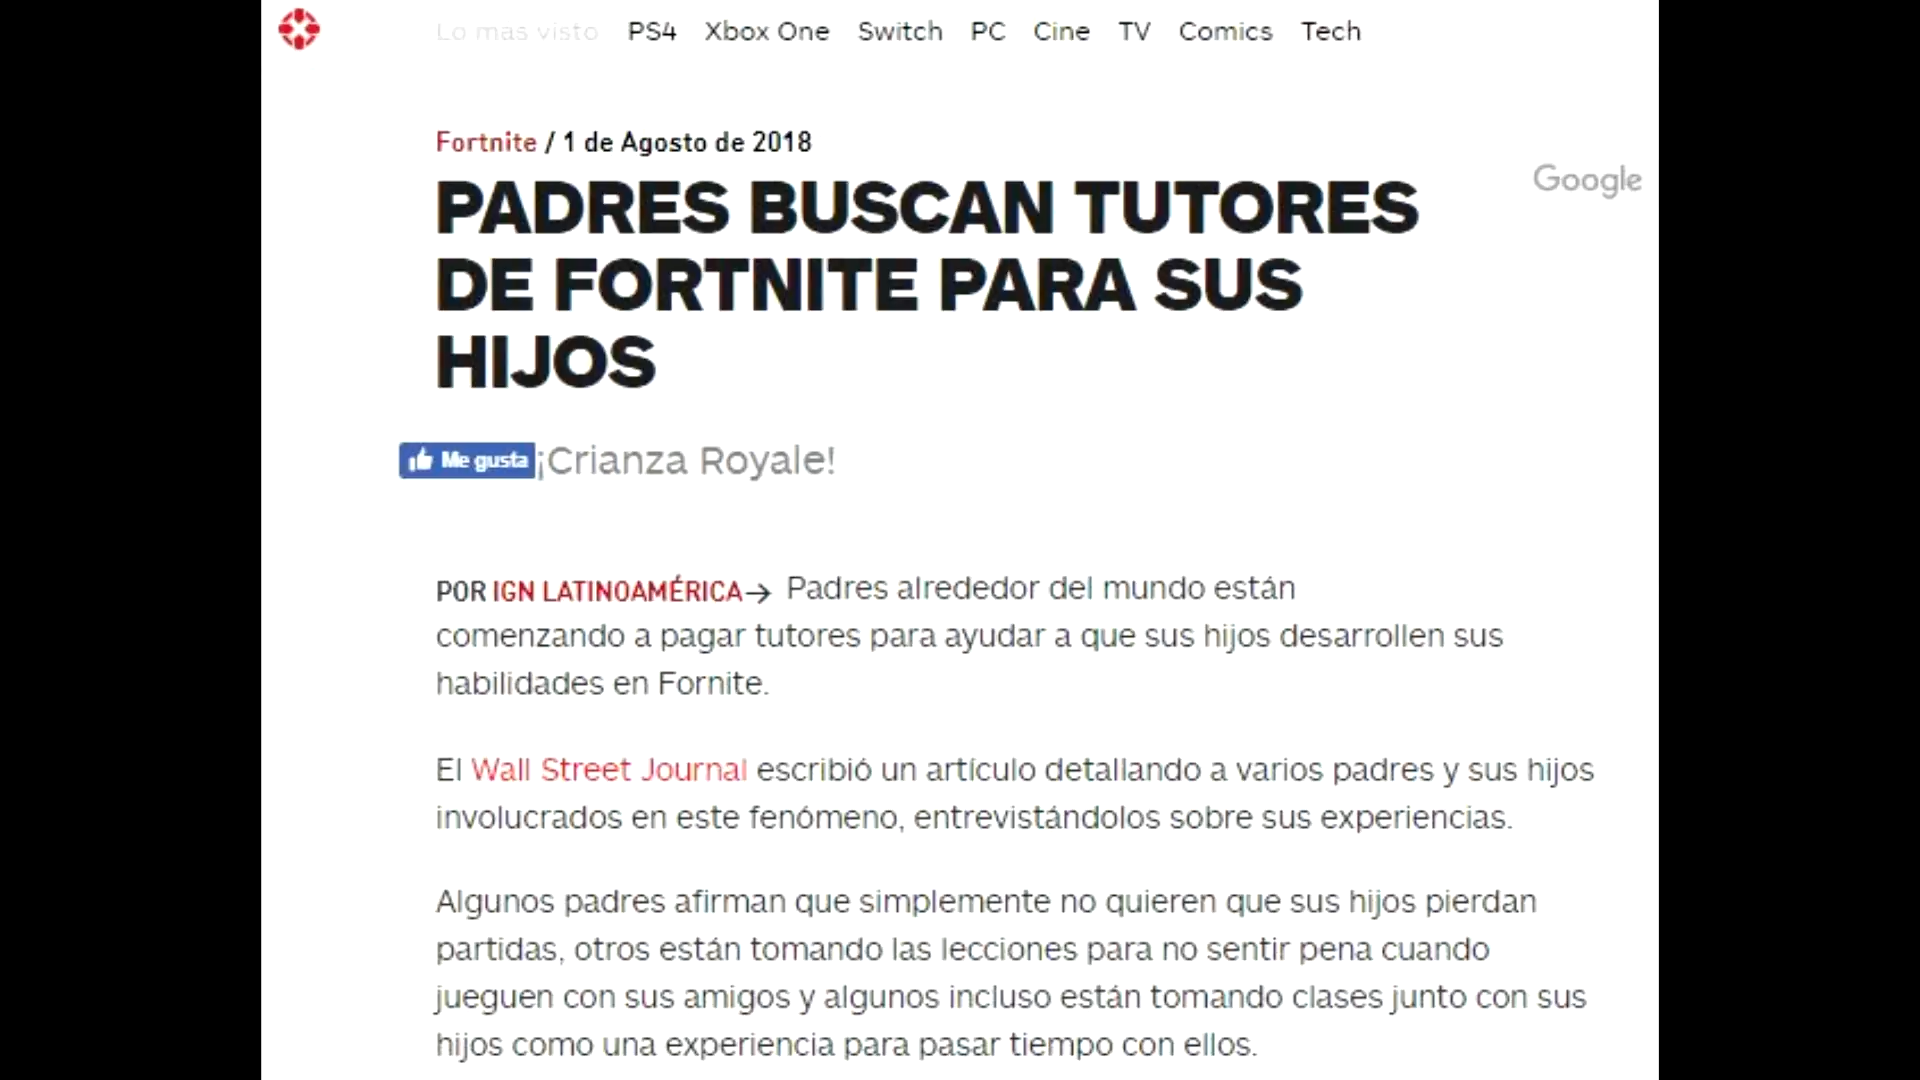 Lo mas visto PS4 Xbox One Switch PC Cine TV Comics Tech
Fortnite / 1 de Agosto de 2018
Google
PADRES BUSCAN TUTORES
DE FORTNITE PARA SUS
HIJOS
Me gusta ¡Crianza Royale!
POR IGN LATINOAMÉRICA→ Padres alrededor del mundo están
comenzando a pagar tutores para ayudar a que sus hijos desarrollen sus
habilidades en Fornite.
El Wall Street Journal escribió un artículo detallando a varios padres y sus hijos
involucrados en este fenómeno, entrevistándolos sobre sus experiencias.
Algunos padres afirman que simplemente no quieren que sus hijos pierdan
partidas, otros están tomando las lecciones para no sentir pena cuando
jueguen con sus amigos y algunos incluso están tomando clases junto con sus
hijos como una experiencia para pasar tiempo con ellos.